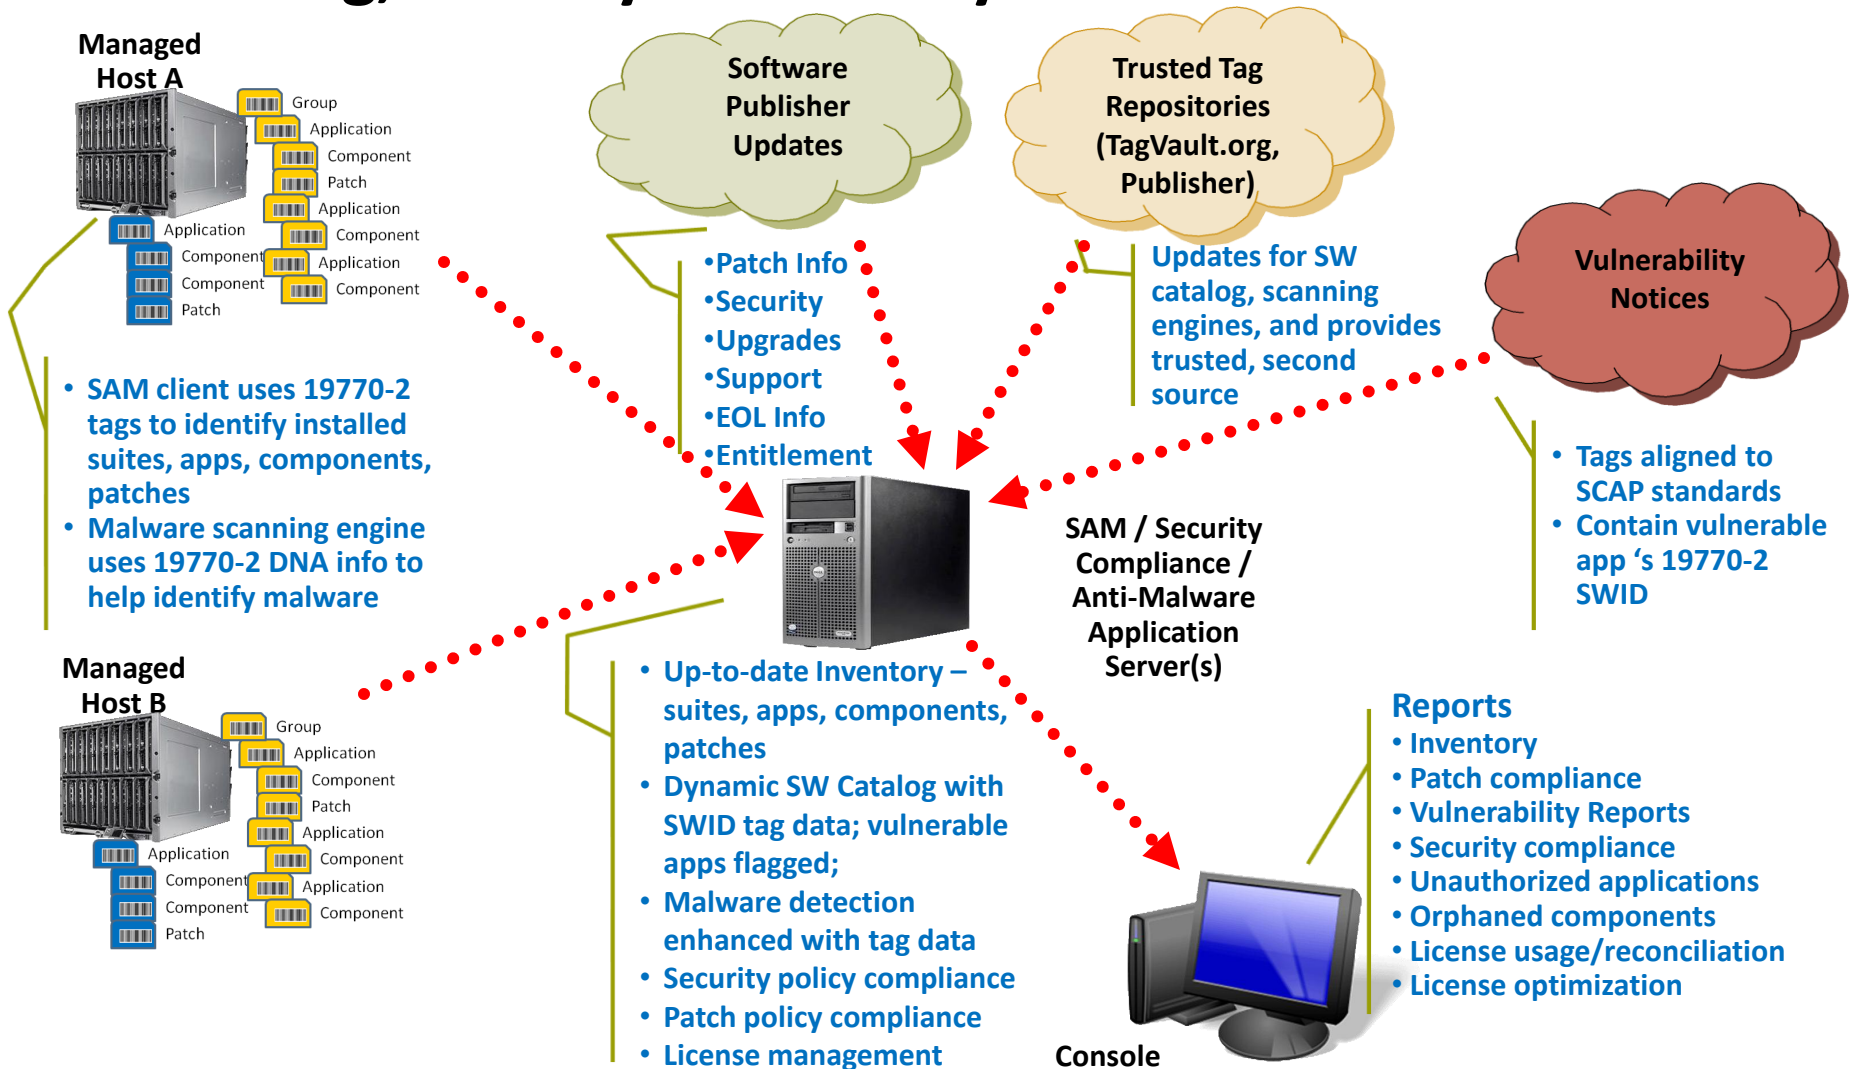 Managed
Host A
Group
Application
Component
Patch
Application
Component
Application
Component
Application
Component
Component
Patch
• SAM client uses 19770-2
tags to identify installed
suites, apps, components,
patches
• Malware scanning engine
uses 19770-2 DNA info to
help identify malware
Managed
Host B
Group
Application
Component
Patch
Application
Component
Application
Component
Application
Component
Component
Patch
Software
Publisher
Updates
•Patch Info
•Security
•Upgrades
•Support
•EOL Info
•Entitlement
Trusted Tag
Repositories
(TagVault.org,
Publisher)
Updates for SW
catalog, scanning
engines, and provides
trusted, second
source
Vulnerability
Notices
• Tags aligned to
SCAP standards
• Contain vulnerable
app ‘s 19770-2
SWID
SAM / Security
Compliance /
Anti-Malware
Application
Server(s)
• Up-to-date Inventory –
suites, apps, components,
patches
• Dynamic SW Catalog with
SWID tag data; vulnerable
apps flagged;
• Malware detection
enhanced with tag data
• Security policy compliance
• Patch policy compliance
• License management
Console
Reports
• Inventory
• Patch compliance
• Vulnerability Reports
• Security compliance
• Unauthorized applications
• Orphaned components
• License usage/reconciliation
• License optimization